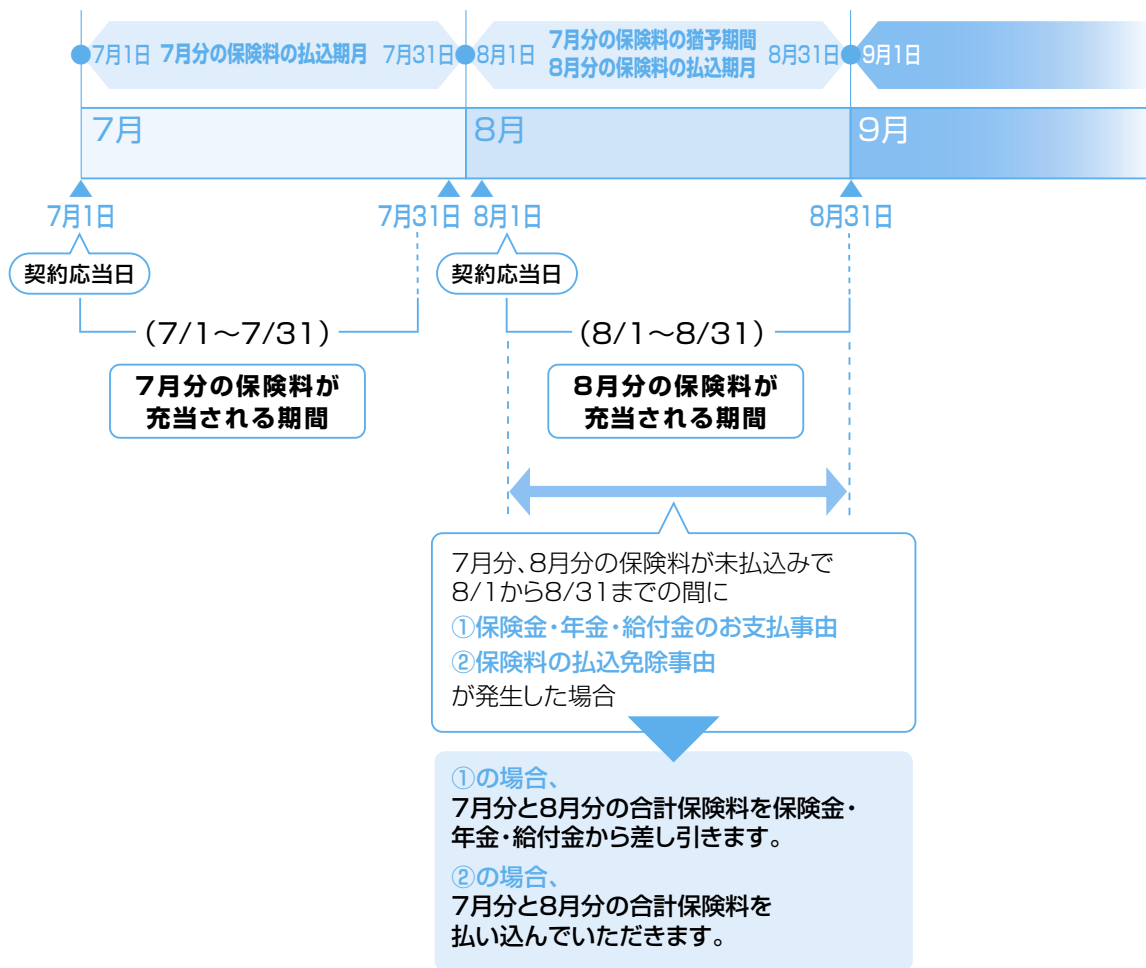 7月1日 7月分の保険料の払込期月 7月31日
8月1日 7月分の保険料の猶予期間 8月分の保険料の払込期月 8月31日
9月1日
7月
8月
9月
7月1日
7月31日
8月1日
8月31日
契約応当日
契約応当日
（7/1～7/31）
（8/1～8/31）
7月分の保険料が
充当される期間
8月分の保険料が
充当される期間
7月分、8月分の保険料が未払込みで
8/1から8/31までの間に
①保険金・年金・給付金のお支払事由
②保険料の払込免除事由
が発生した場合
①の場合、
7月分と8月分の合計保険料を保険金・
年金・給付金から差し引きます。
②の場合、
7月分と8月分の合計保険料を
払い込んでいただきます。